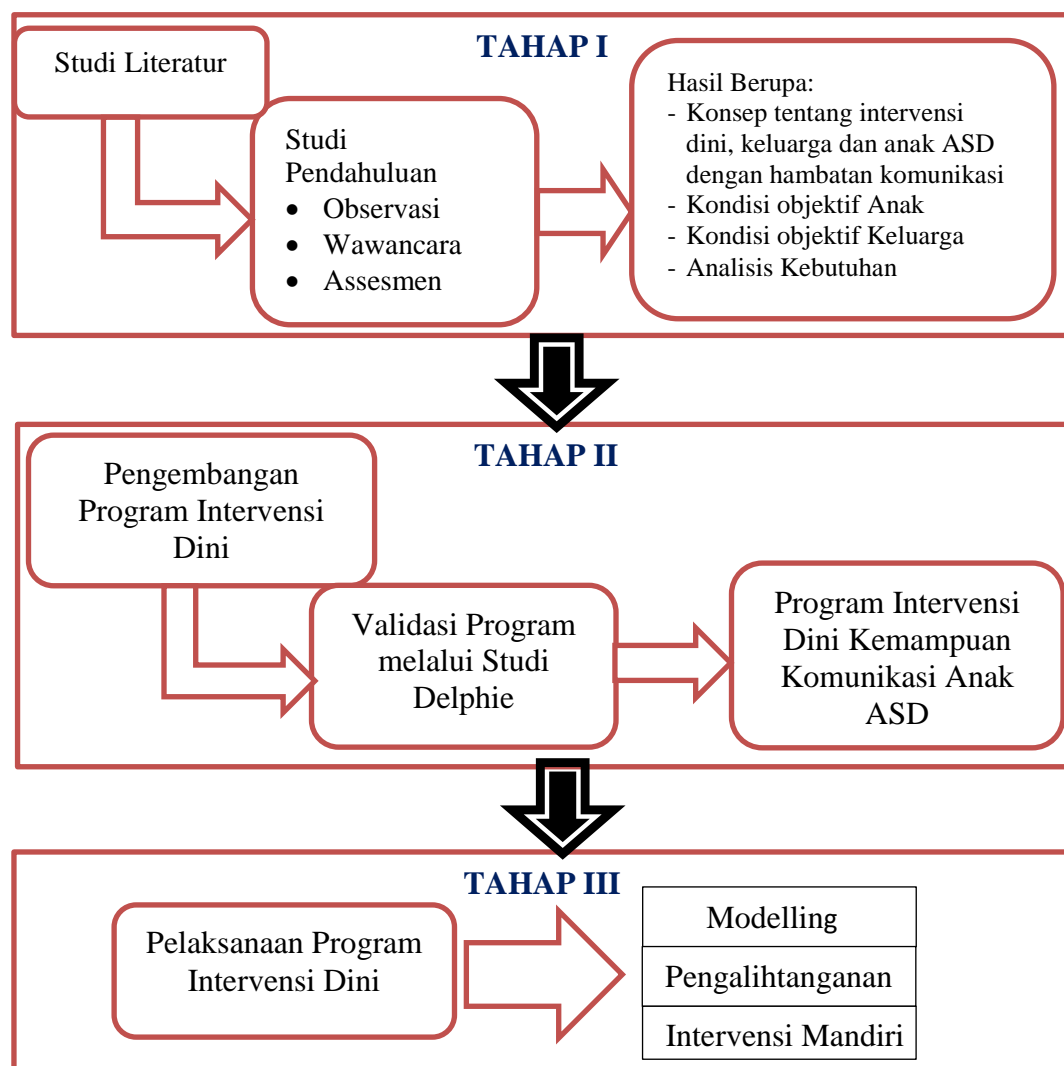 TAHAP I
Studi Literatur
Studi
Pendahuluan
• Observasi
• Wawancara
• Assesmen
Hasil Berupa:
- Konsep tentang intervensi
dini, keluarga dan anak ASD
dengan hambatan komunikasi
- Kondisi objektif Anak
- Kondisi objektif Keluarga
- Analisis Kebutuhan
TAHAP II
Pengembangan
Program Intervensi
Dini
Validasi Program
melalui Studi
Delphie
Program Intervensi
Dini Kemampuan
Komunikasi Anak
ASD
TAHAP III
Pelaksanaan Program
Intervensi Dini
Modelling
Pengalihtanganan
Intervensi Mandiri